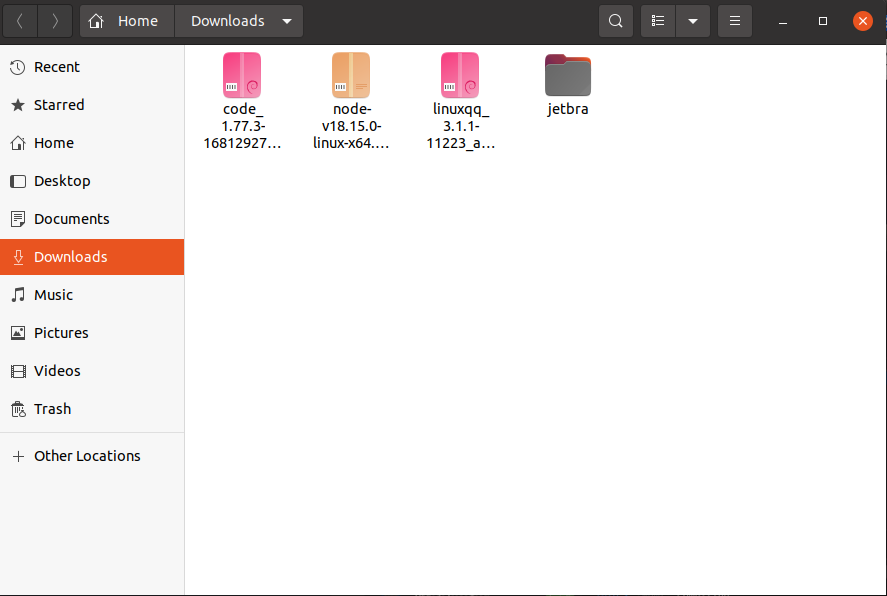 Home
Downloads
Recent
Starred
Home
Desktop
Documents
Downloads
Music
Pictures
Videos
Trash
Other Locations
code_
1.77.3-
16812927…
node-
v18.15.0-
linux-x64.…
linuxqq_
3.1.1-
11223_a…
jetbra